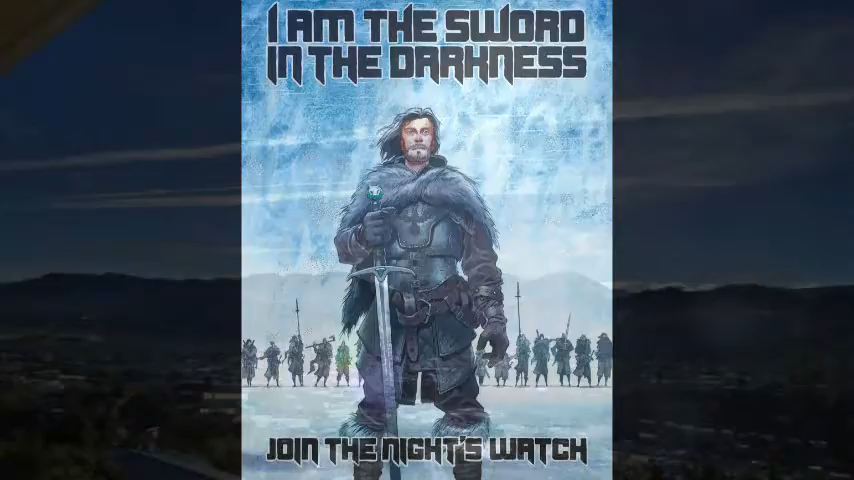 I AM THE SWORD
IN THE DARKNESS
JOIN THE NIGHT'S WATCH